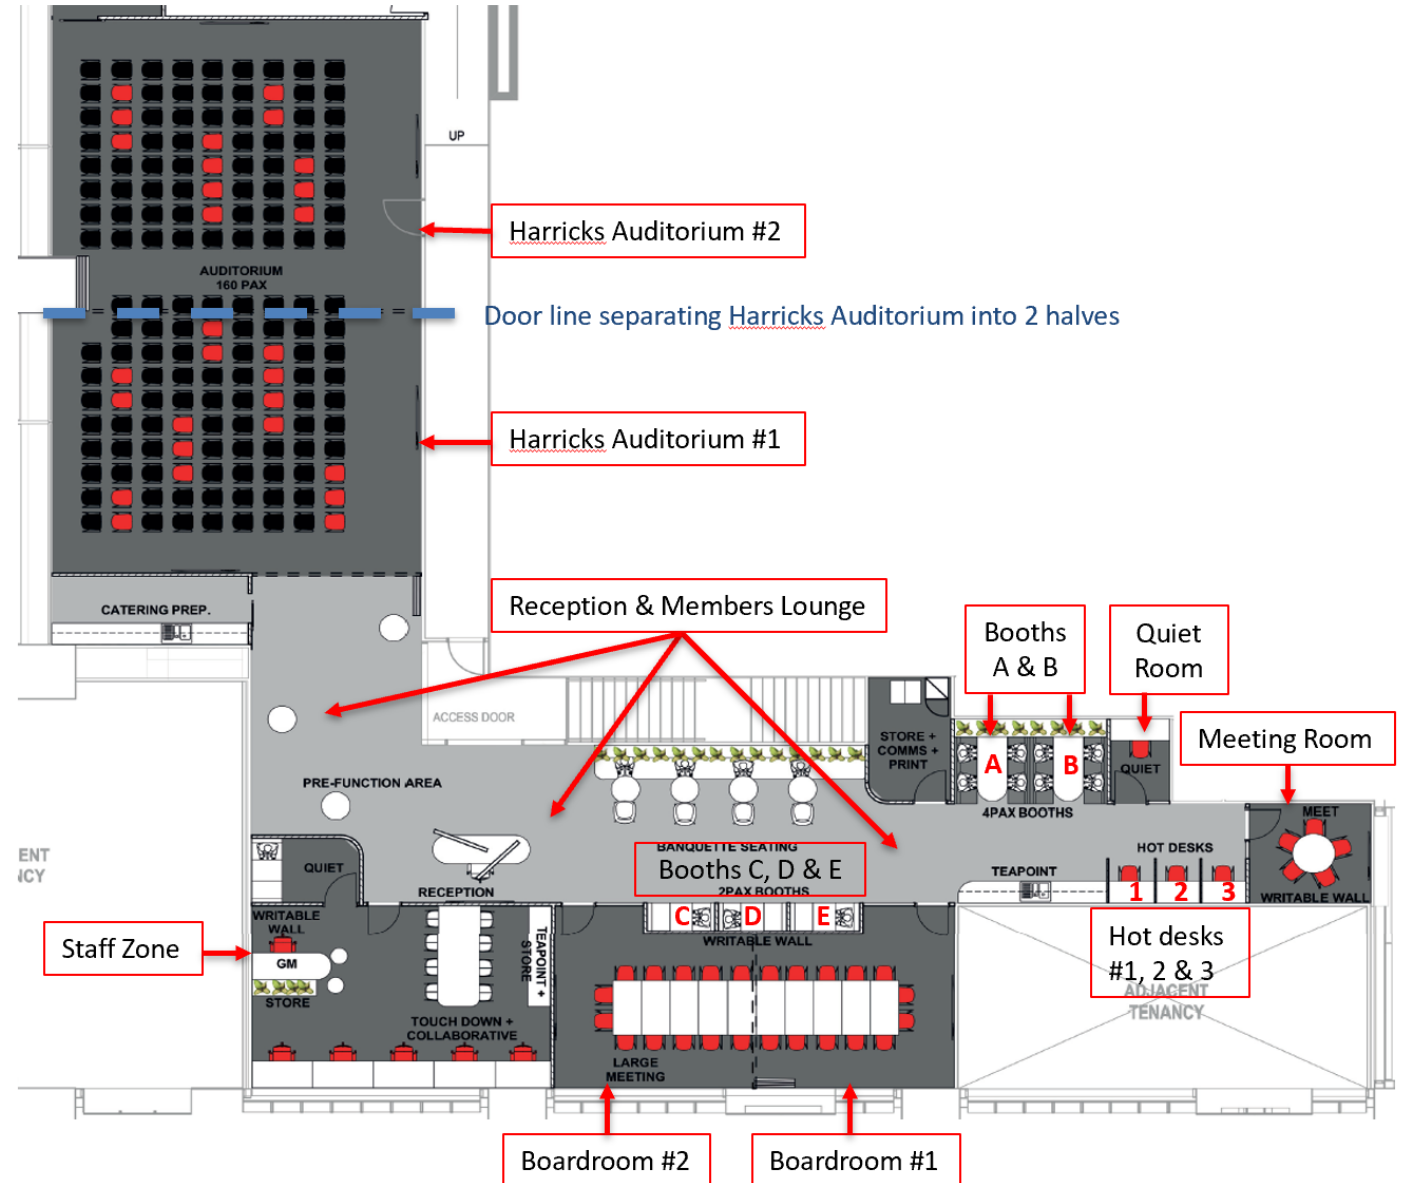 UP
Harricks Auditorium #2
AUDITORIUM
160 PAX
Door line separating Harricks Auditorium into 2 halves
Harricks Auditorium #1
CATERING PREP.
Reception & Members Lounge
Booths
A & B
Quiet
Room
ACCESS DOOR
STORE +
COMMS +
PRINT
Meeting Room
A
B
QUIET
PRE-FUNCTION AREA
4PAX BOOTHS
MEET
BANQUETTE SEATING
HOT DESKS
ENT
NCY
QUIET
Booths C, D & E
TEAPOINT
RECEPTION
2PAX BOOTHS
1
2
3
WRITABLE WALL
WRITABLE
WALL
C
D
E
Staff Zone
GM
TEAPOINT +
STORE
WRITABLE WALL
Hot desks
#1, 2 & 3
STORE
ADJACENT
TENANCY
TOUCH DOWN +
COLLABORATIVE
LARGE
MEETING
Boardroom #2
Boardroom #1